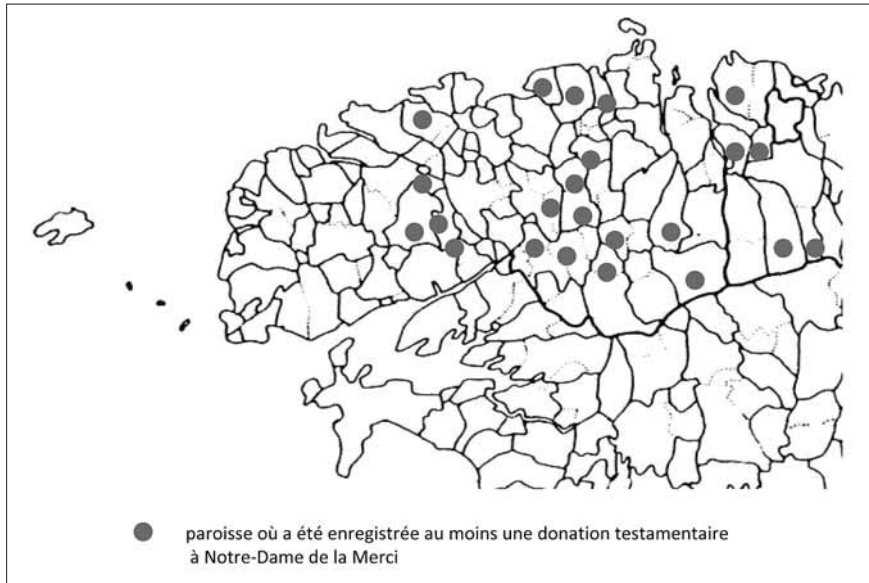 paroisse où a été enregistrée au moins une donation testamentaire
à Notre-Dame de la Merci